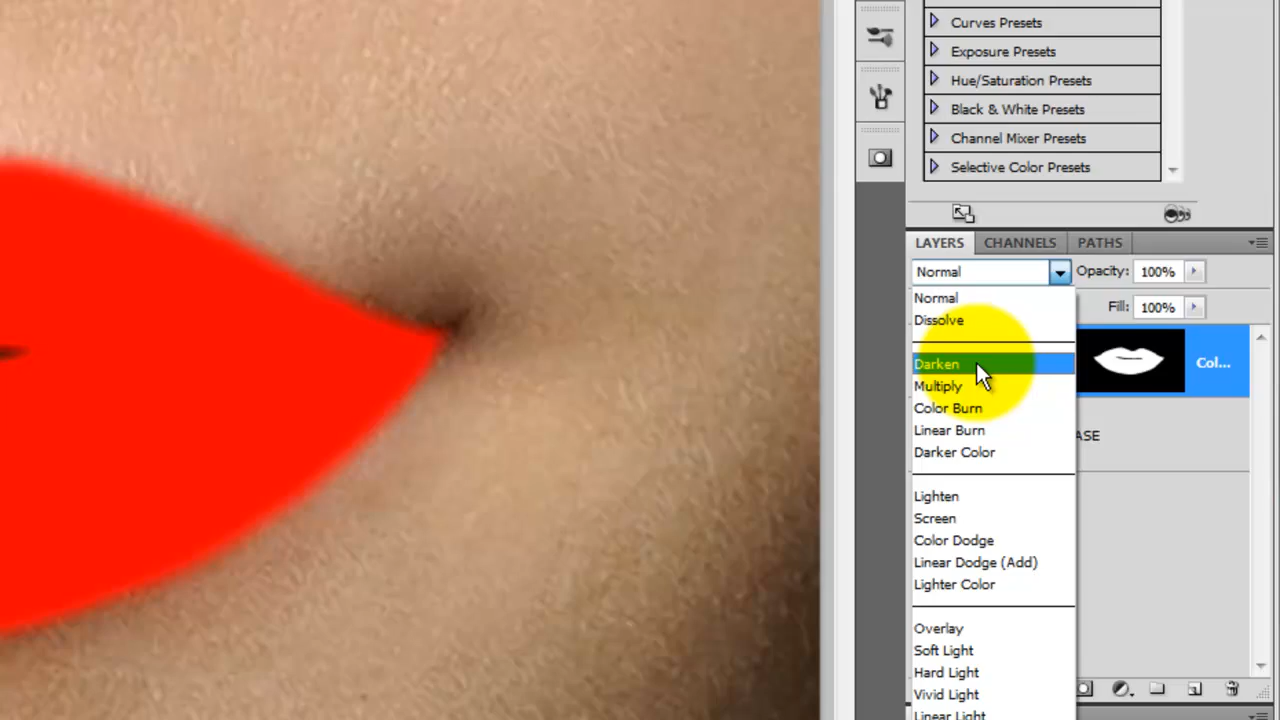 Curves Presets
Exposure Presets
Hue/Saturation Presets
Black & White Presets
Channel Mixer Presets
Selective Color Presets
LAYERS CHANNELS PATHS
Normal Opacity: 100%
Normal Fill: 100%
Dissolve
Darken Col...
Multiply
Color Burn
Linear Burn ASE
Darker Color
Lighten
Screen
Color Dodge
Linear Dodge (Add)
Lighter Color
Overlay
Soft Light
Hard Light
Vivid Light
Linear Light